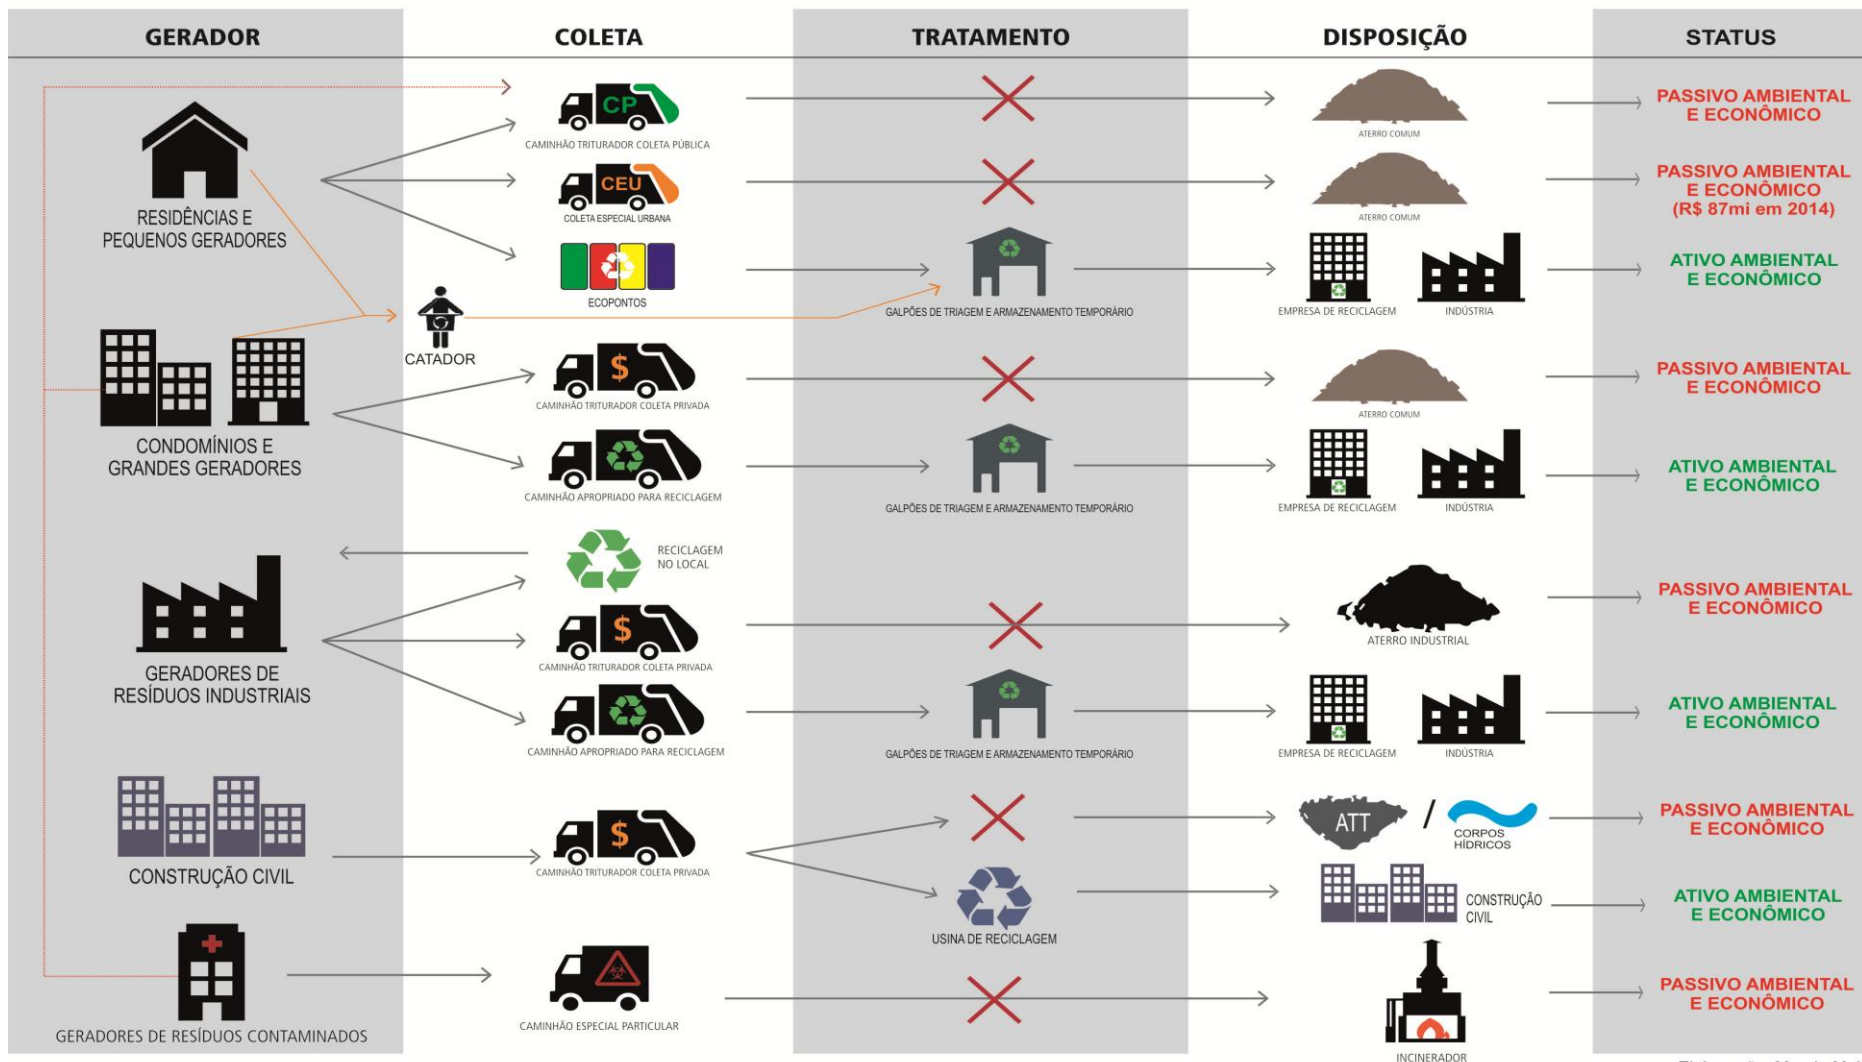 GERADOR
COLETA
TRATAMENTO
DISPOSIÇÃO
STATUS
CP
CAMINHÃO TRITURADOR COLETA PÚBLICA
ATERRO COMUM
PASSIVO AMBIENTAL
E ECONÔMICO
RESIDÊNCIAS E
PEQUENOS GERADORES
CEU
COLETA ESPECIAL URBANA
ATERRO COMUM
PASSIVO AMBIENTAL
E ECONÔMICO
(R$ 87mi em 2014)
ECOPONTOS
GALPÕES DE TRIAGEM E ARMAZENAMENTO TEMPORÁRIO
EMPRESA DE RECICLAGEM
INDÚSTRIA
ATIVO AMBIENTAL
E ECONÔMICO
CATADOR
CONDOMÍNIOS E
GRANDES GERADORES
$
CAMINHÃO TRITURADOR COLETA PRIVADA
ATERRO COMUM
PASSIVO AMBIENTAL
E ECONÔMICO
CAMINHÃO APROPRIADO PARA RECICLAGEM
GALPÕES DE TRIAGEM E ARMAZENAMENTO TEMPORÁRIO
EMPRESA DE RECICLAGEM
INDÚSTRIA
ATIVO AMBIENTAL
E ECONÔMICO
RECICLAGEM
NO LOCAL
GERADORES DE
RESÍDUOS INDUSTRIAIS
$
CAMINHÃO TRITURADOR COLETA PRIVADA
ATERRO INDUSTRIAL
PASSIVO AMBIENTAL
E ECONÔMICO
CAMINHÃO APROPRIADO PARA RECICLAGEM
GALPÕES DE TRIAGEM E ARMAZENAMENTO TEMPORÁRIO
EMPRESA DE RECICLAGEM
INDÚSTRIA
ATIVO AMBIENTAL
E ECONÔMICO
CONSTRUÇÃO CIVIL
$
CAMINHÃO TRITURADOR COLETA PRIVADA
ATT
/
CORPOS
HÍDRICOS
PASSIVO AMBIENTAL
E ECONÔMICO
USINA DE RECICLAGEM
CONSTRUÇÃO
CIVIL
ATIVO AMBIENTAL
E ECONÔMICO
GERADORES DE RESÍDUOS CONTAMINADOS
CAMINHÃO ESPECIAL PARTICULAR
INCINERADOR
PASSIVO AMBIENTAL
E ECONÔMICO